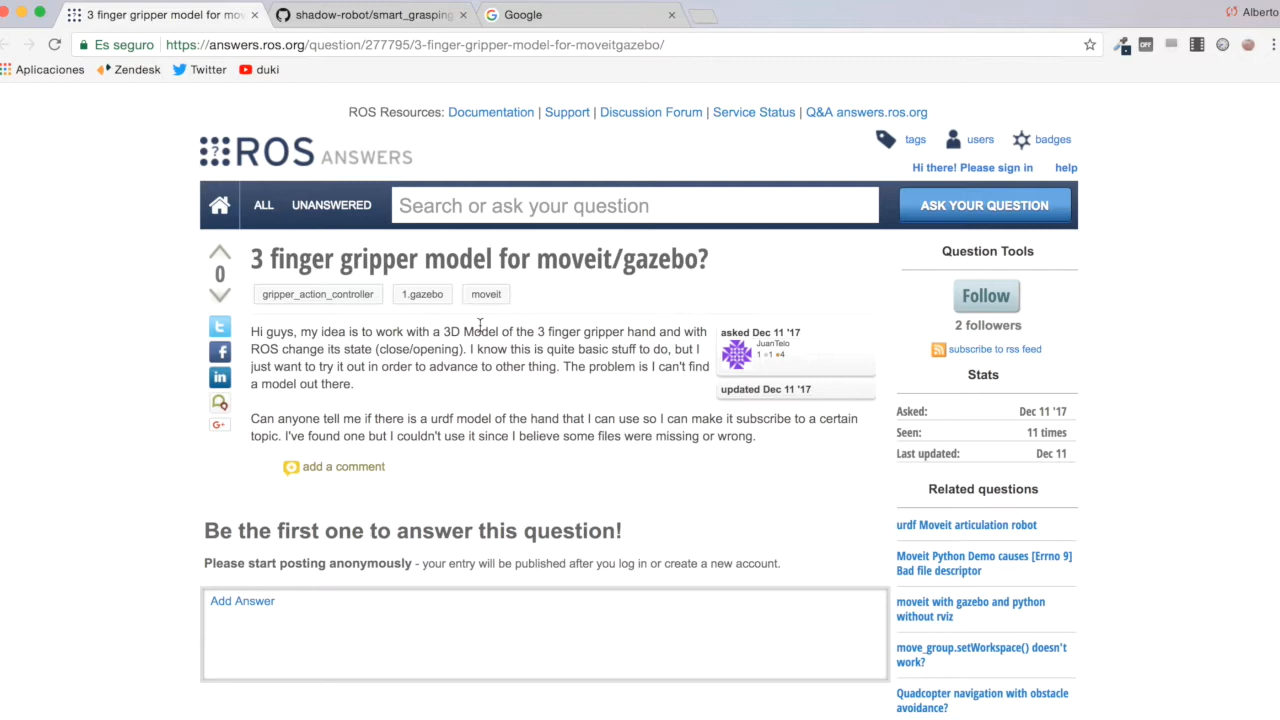 3 finger gripper model for mov
shadow-robot/smart_grasping
Google
Alberto
Es seguro
https://answers.ros.org/question/277795/3-finger-gripper-model-for-moveitgazebo/
OFF
Aplicaciones
Zendesk
Twitter
duki
ROS Resources: Documentation | Support | Discussion Forum | Service Status | Q&A answers.ros.org
ROS ANSWERS
tags
users
badges
Hi there! Please sign in
help
ALL
UNANSWERED
Search or ask your question
ASK YOUR QUESTION
0
3 finger gripper model for moveit/gazebo?
gripper_action_controller
1.gazebo
moveit
Hi guys, my idea is to work with a 3D Model of the 3 finger gripper hand and with
ROS change its state (close/opening). I know this is quite basic stuff to do, but I
just want to try it out in order to advance to other thing. The problem is I can't find
a model out there.
asked Dec 11 '17
JuanTelo
1 ●1 ●4
updated Dec 11 '17
Can anyone tell me if there is a urdf model of the hand that I can use so I can make it subscribe to a certain
topic. I've found one but I couldn't use it since I believe some files were missing or wrong.
add a comment
Be the first one to answer this question!
Please start posting anonymously - your entry will be published after you log in or create a new account.
Add Answer
Question Tools
Follow
2 followers
subscribe to rss feed
Stats
Asked: Dec 11 '17
Seen: 11 times
Last updated: Dec 11
Related questions
urdf Moveit articulation robot
Moveit Python Demo causes [Errno 9]
Bad file descriptor
moveit with gazebo and python
without rviz
move_group.setWorkspace() doesn't
work?
Quadcopter navigation with obstacle
avoidance?